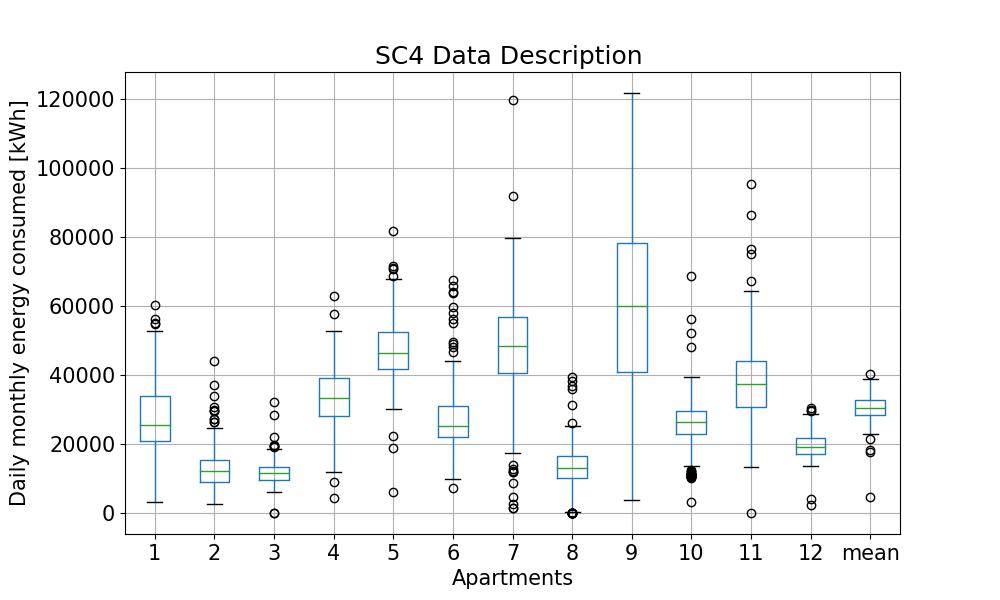 SC4 Data Description
Daily monthly energy consumed [kWh]
120000
100000
80000
60000
40000
20000
0
1 2 3 4 5 6 7 8 9 10 11 12 mean
Apartments